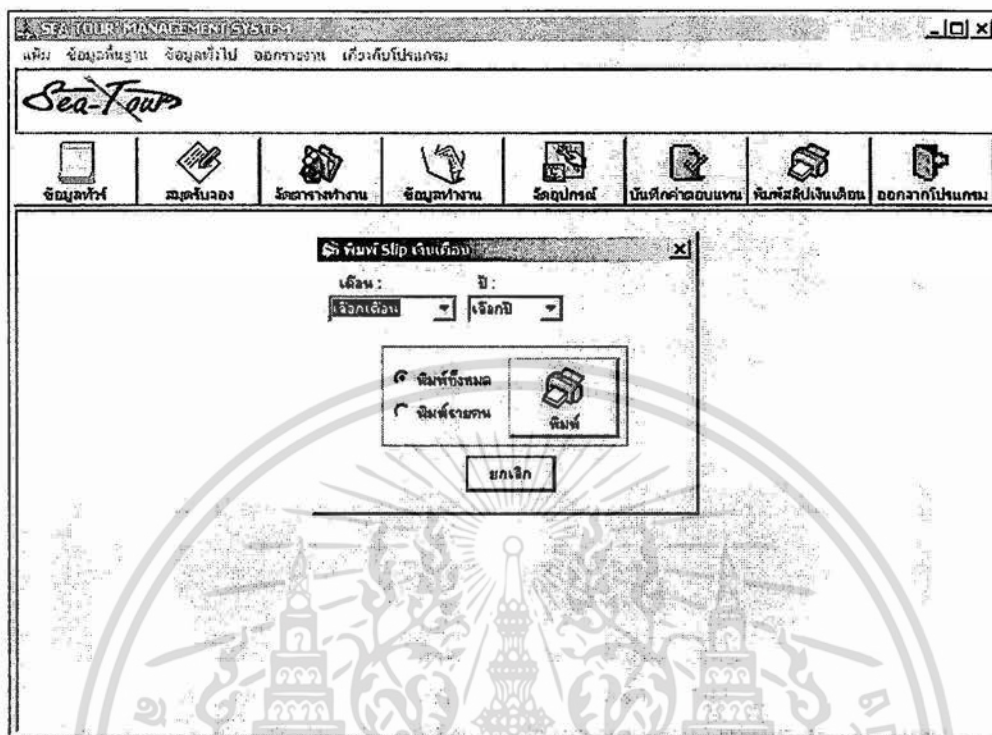 SEA TOUR MANAGEMENT SYSTEM
แฟ้ม ข้อมูลพื้นฐาน ข้อมูลทั่วไป ออกรายงาน เกี่ยวกับโปรแกรม
Sea-Tour
ข้อมูลทัวร์ สมุดรับจอง จัดตารางทำงาน ข้อมูลทำงาน จัดอุปกรณ์ บันทึกค่าตอบแทน พิมพ์สลิปเงินเดือน ออกจากโปรแกรม
พิมพ์ Slip เงินเดือน
เดือน : ปี :
เลือกเดือน เลือกปี
พิมพ์ทั้งหมด
พิมพ์รายคน
พิมพ์
ยกเลิก